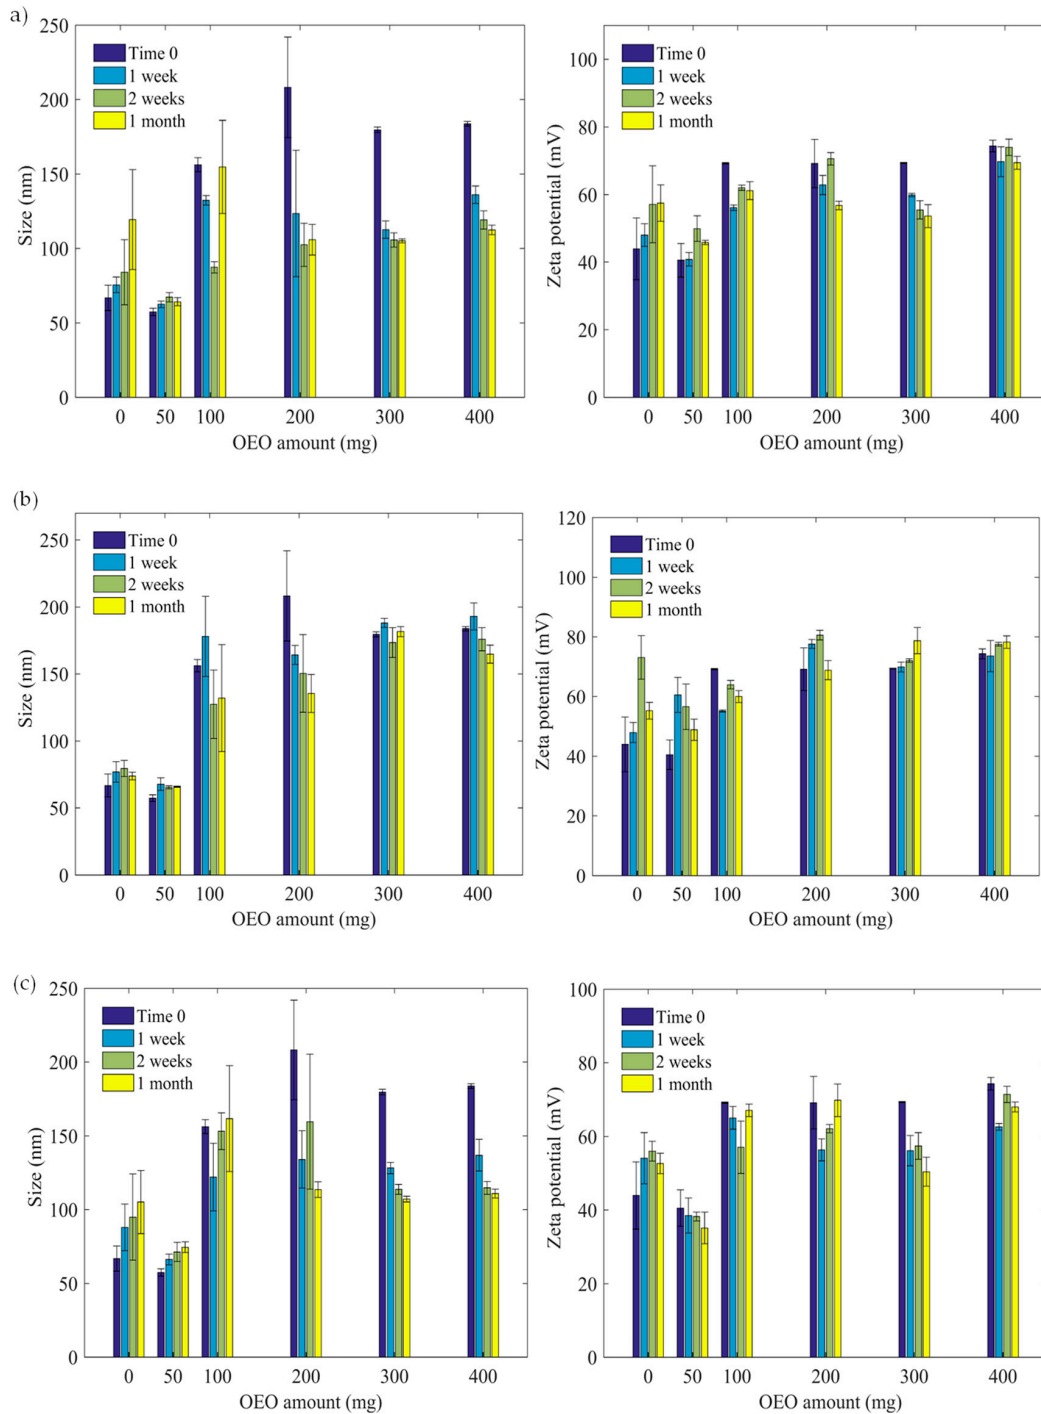 a)
250
200
150
100
50
0
Size (nm)
Time 0
1 week
2 weeks
1 month
0 50 100 200 300 400
OEO amount (mg)
100
80
60
40
20
0
Zeta potential (mV)
Time 0
1 week
2 weeks
1 month
0 50 100 200 300 400
OEO amount (mg)
(b)
250
200
150
100
50
0
Size (nm)
Time 0
1 week
2 weeks
1 month
0 50 100 200 300 400
OEO amount (mg)
120
100
80
60
40
20
0
Zeta potential (mV)
Time 0
1 week
2 weeks
1 month
0 50 100 200 300 400
OEO amount (mg)
(c)
250
200
150
100
50
0
Size (nm)
Time 0
1 week
2 weeks
1 month
0 50 100 200 300 400
OEO amount (mg)
100
80
60
40
20
0
Zeta potential (mV)
Time 0
1 week
2 weeks
1 month
0 50 100 200 300 400
OEO amount (mg)